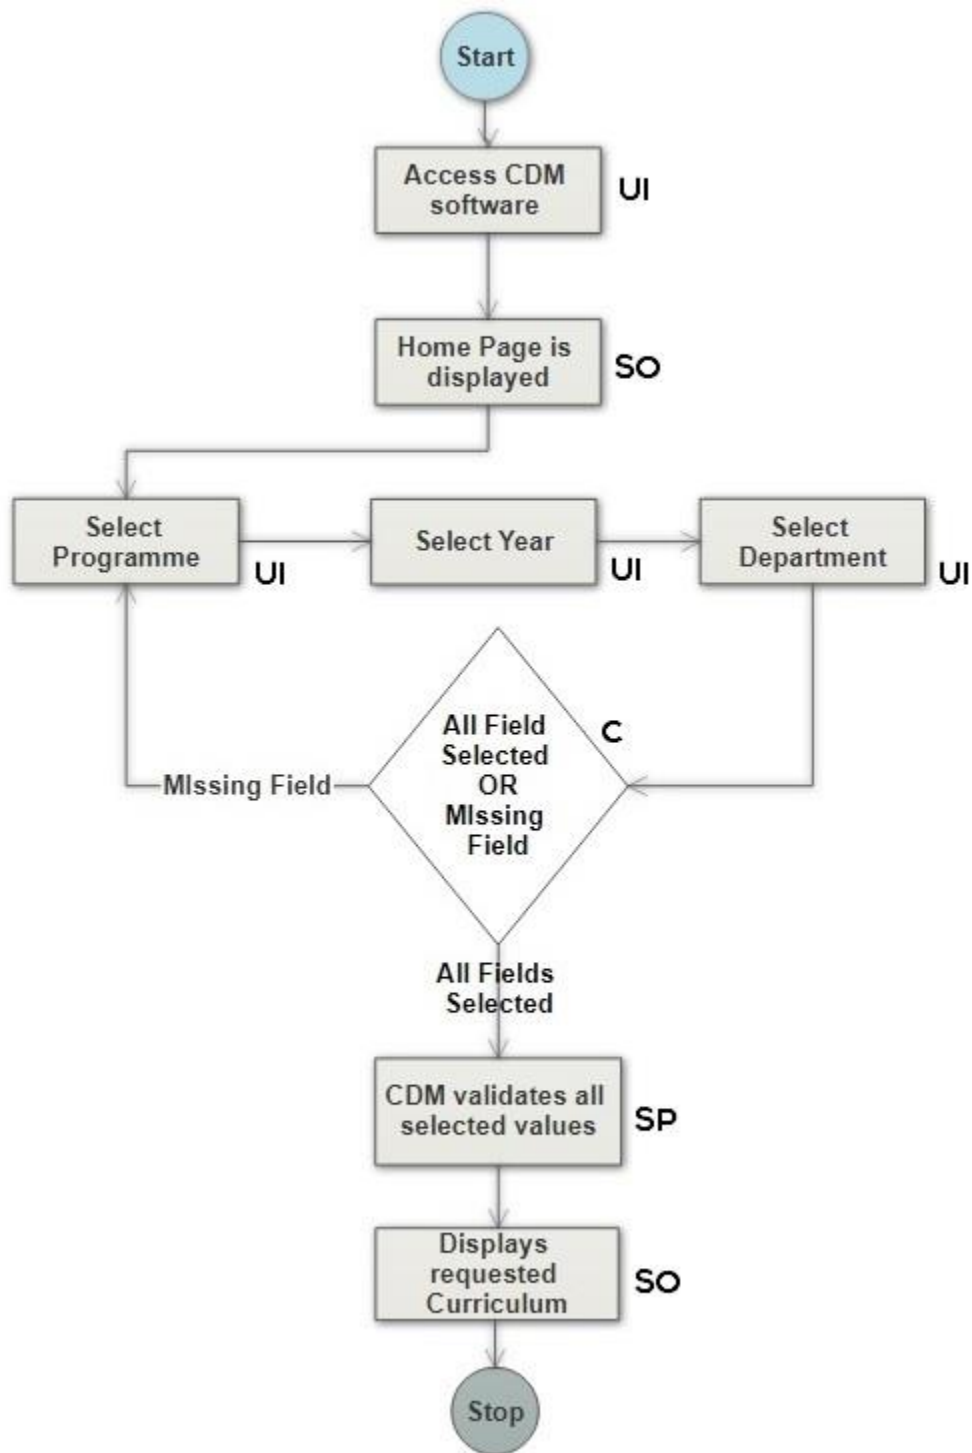 Start
Access CDM
software
UI
Home Page is
displayed
SO
Select
Programme
UI
Select Year
UI
Select
Department
UI
All Field
Selected
OR
MIssing
Field
C
MIssing Field
All Fields
Selected
CDM validates all
selected values
SP
Displays
requested
Curriculum
SO
Stop